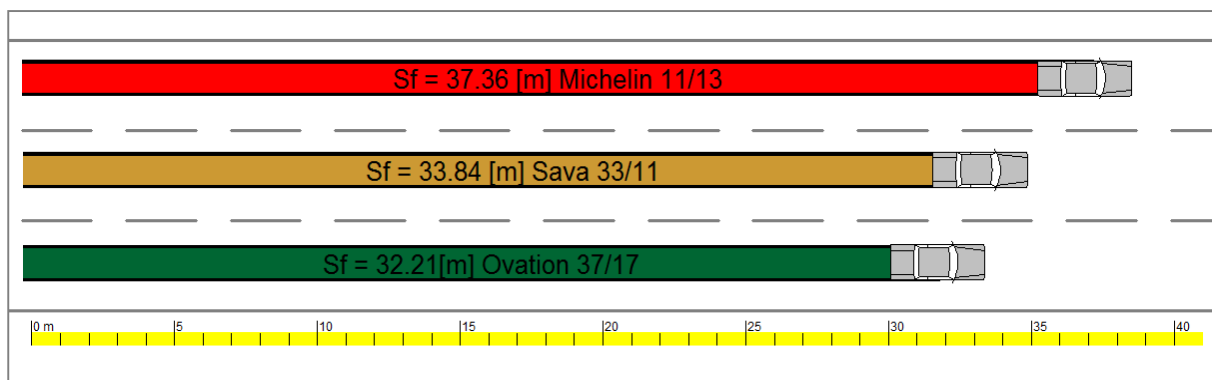 Sf = 37.36 [m] Michelin 11/13
Sf = 33.84 [m] Sava 33/11
Sf = 32.21[m] Ovation 37/17
0 m 5 10 15 20 25 30 35 40